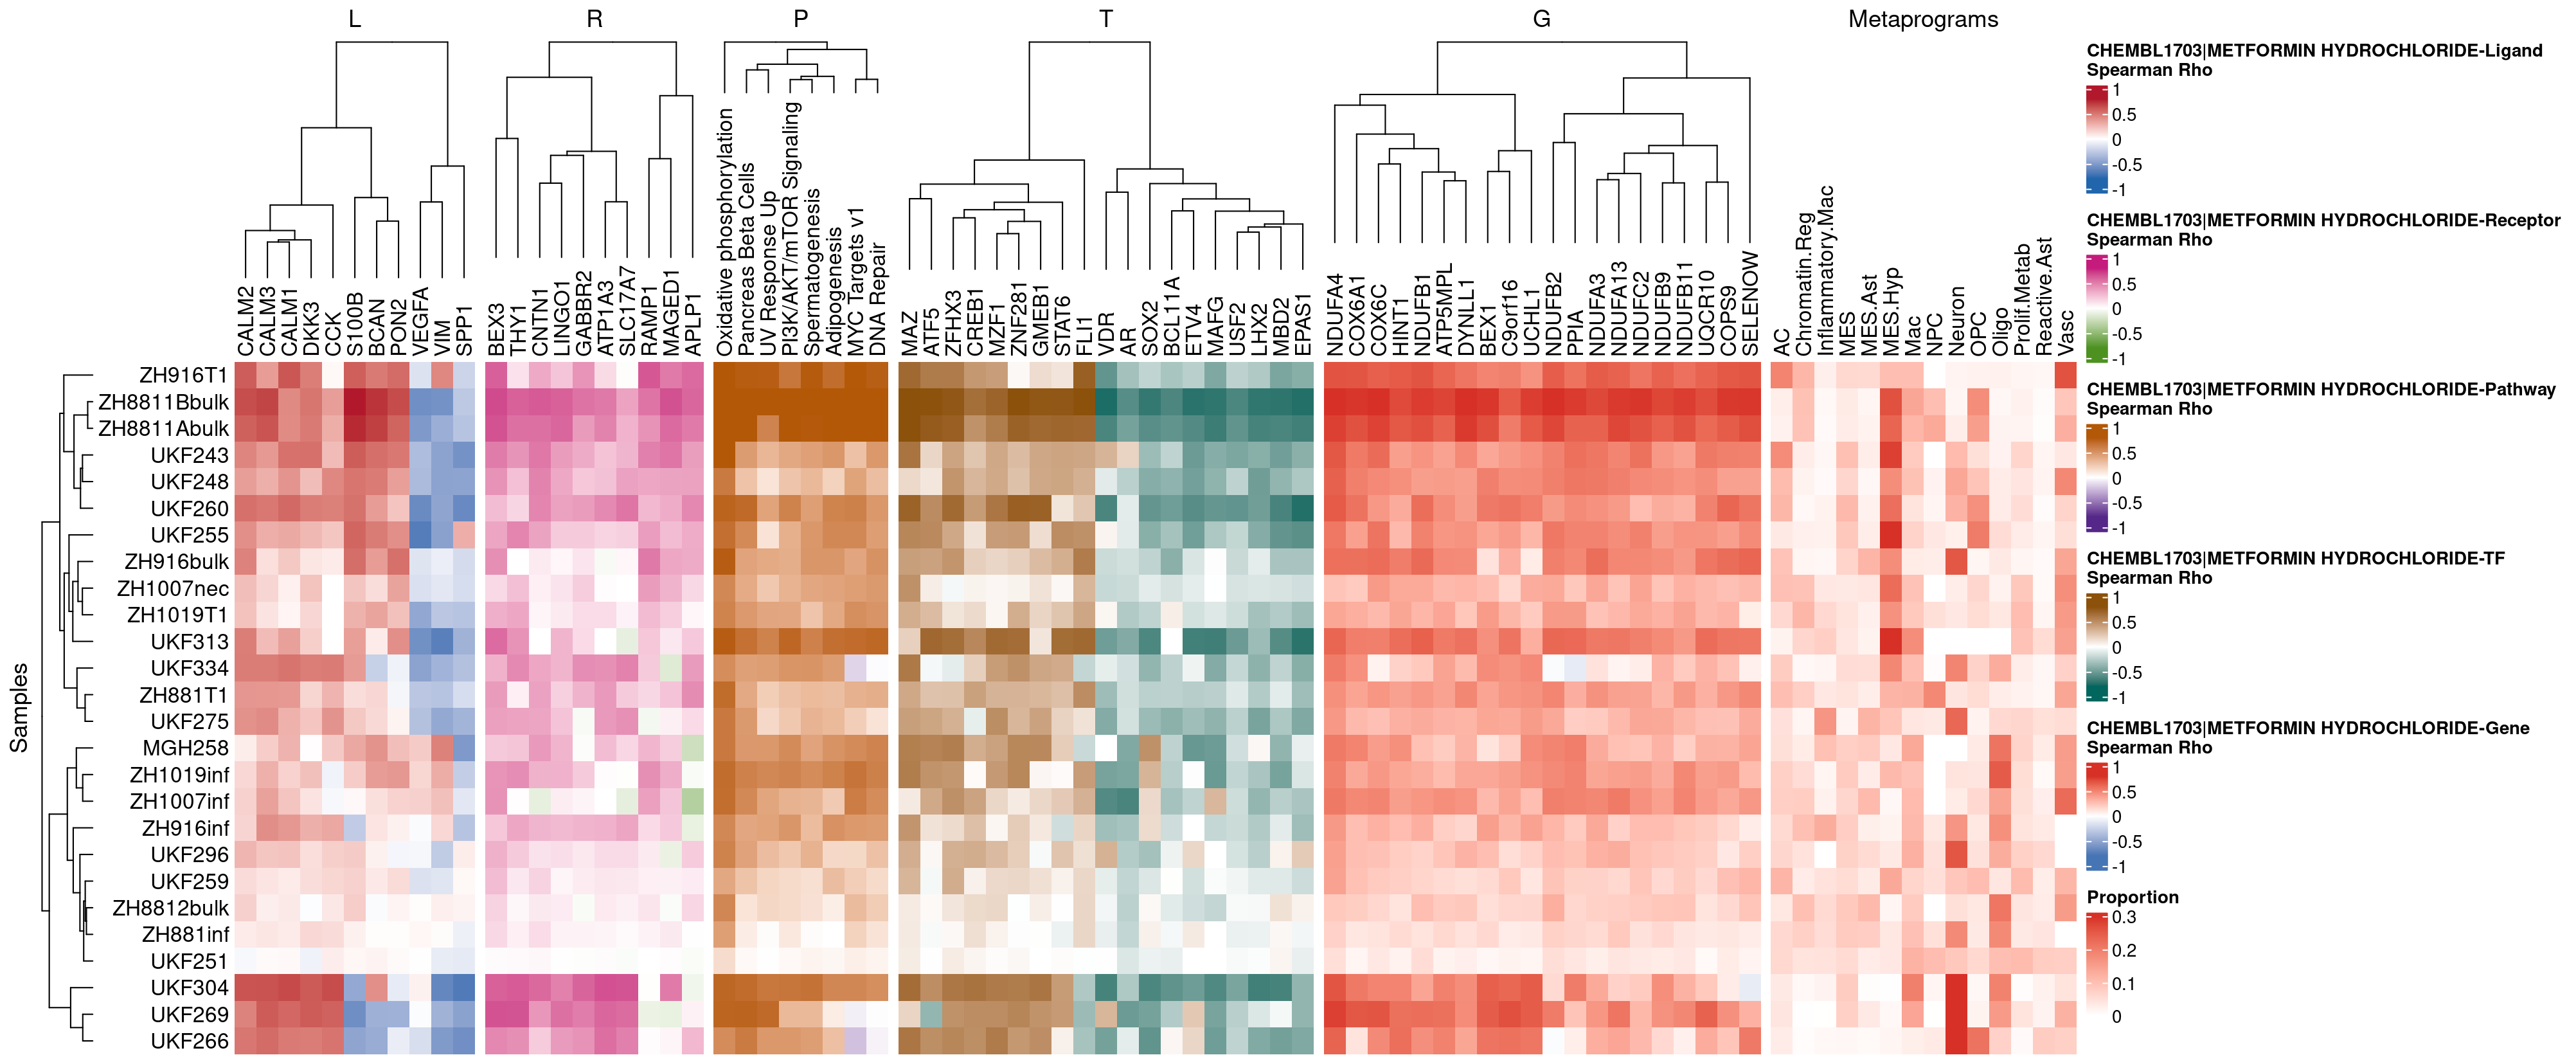 L R P T G Metaprograms
CALM2 CALM3 CALM1 DKK3 CCK S100B BCAN PON2 VEGFA VIM SPP1
BEX3 THY1 CNTN1 LINGO1 GABBR2 ATP1A3 SLC17A7 RAMP1 MAGED1 APLP1
Oxidative phosphorylation
Pancreas Beta Cells
UV Response Up
PI3K/AKT/mTOR Signaling
Spermatogenesis
Adipogenesis
MYC Targets v1
DNA Repair
MAZ ATF5 ZFHX3 CREB1 MZF1 ZNF281 GMEB1 STAT6 FLI1 VDR AR SOX2 BCL11A ETV4 MAFG USF2 LHX2 MBD2 EPAS1
NDUFA4 COX6A1 COX6C HINT1 NDUFB1 ATP5MPL DYNLL1 BEX1 C9orf16 UCHL1 NDUFB2 PPIA NDUFA3 NDUFA13 NDUFC2 NDUFB9 NDUFB11 UQCR10 COPS9 SELENOW
AC Chromatin.Reg Inflammatory.Mac MES MES.Ast MES.Hyp Mac NPC Neuron OPC Oligo Prolif.Metab Reactive.Ast Vasc
Samples
ZH916T1
ZH8811Bbulk
ZH8811Abulk
UKF243
UKF248
UKF260
UKF255
ZH916bulk
ZH1007nec
ZH1019T1
UKF313
UKF334
ZH881T1
UKF275
MGH258
ZH1019inf
ZH1007inf
ZH916inf
UKF296
UKF259
ZH8812bulk
ZH881inf
UKF251
UKF304
UKF269
UKF266
CHEMBL1703|METFORMIN HYDROCHLORIDE-Ligand
Spearman Rho
1
0.5
0
-0.5
-1
CHEMBL1703|METFORMIN HYDROCHLORIDE-Receptor
Spearman Rho
1
0.5
0
-0.5
-1
CHEMBL1703|METFORMIN HYDROCHLORIDE-Pathway
Spearman Rho
1
0.5
0
-0.5
-1
CHEMBL1703|METFORMIN HYDROCHLORIDE-TF
Spearman Rho
1
0.5
0
-0.5
-1
CHEMBL1703|METFORMIN HYDROCHLORIDE-Gene
Spearman Rho
1
0.5
0
-0.5
-1
Proportion
0.3
0.2
0.1
0